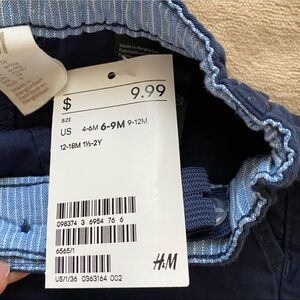 $ 9.99
SIZE
US 4-6M 6-9M 9-12M
12-18M 1½-2Y
098374 3 6954 76 6
6565/1
H&M
US/1/36 0363164 002
Made in Bangladesh